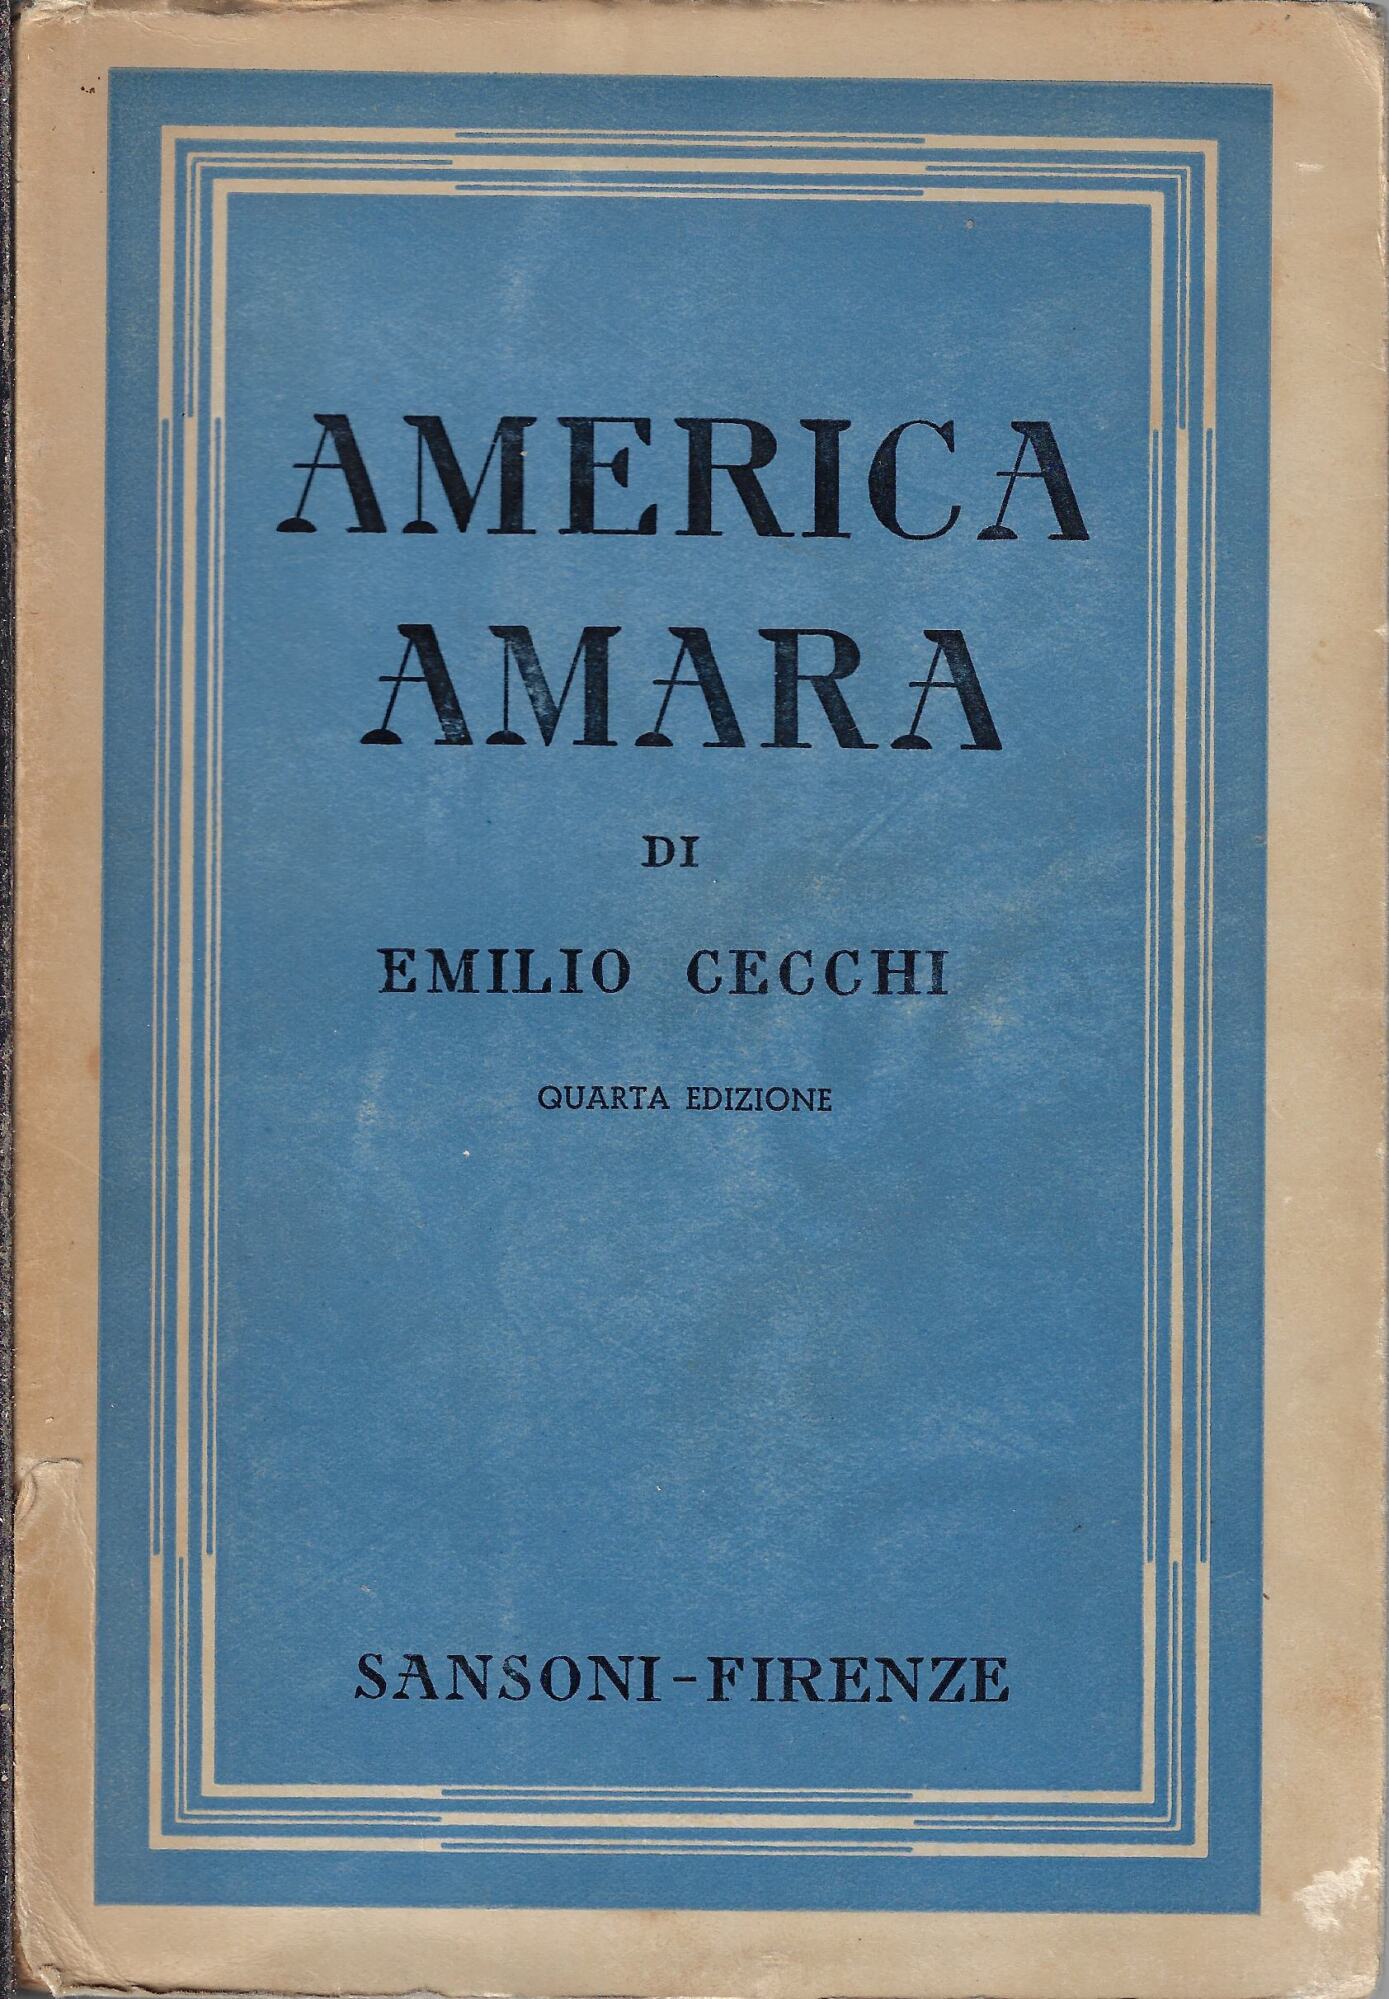 AMERICA
AMARA
DI
EMILIO CECCHI
QUARTA EDIZIONE
SANSONI-FIRENZE